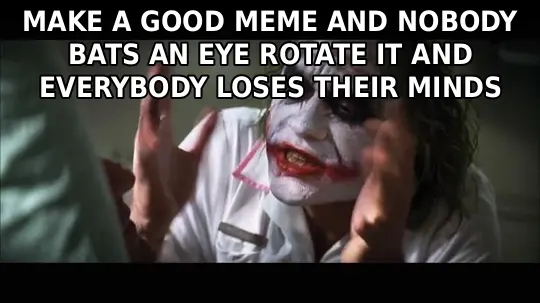 MAKE A GOOD MEME AND NOBODY
BATS AN EYE ROTATE IT AND
EVERYBODY LOSES THEIR MINDS